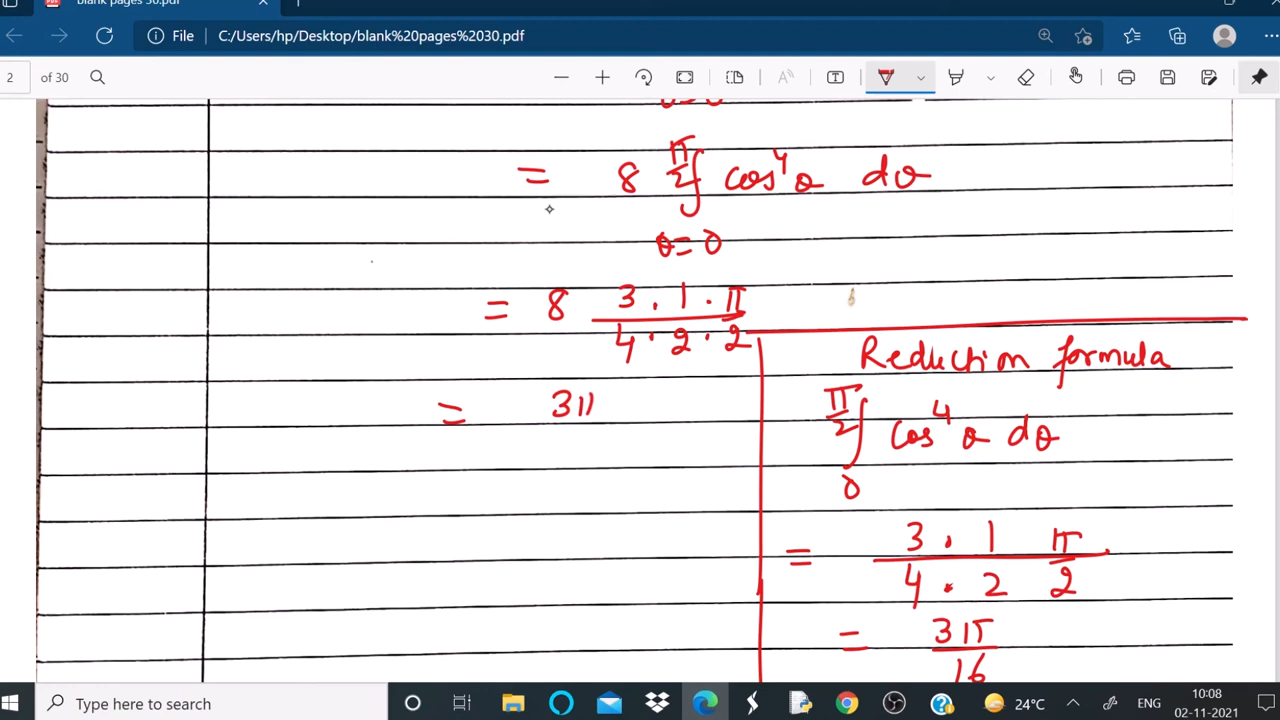 blank pages 30.pdf
File C:/Users/hp/Desktop/blank%20pages%2030.pdf
2 of 30
θ=0
= 8 π/2 ∫ cos⁴θ dθ
θ=0
= 8 3·1·π / 4·2·2
= 3π
Reduction formula
π/2 ∫ 0 cos⁴θ dθ
= 3·1 π / 4·2 2
= 3π / 16
Type here to search
24°C
ENG
10:08
02-11-2021